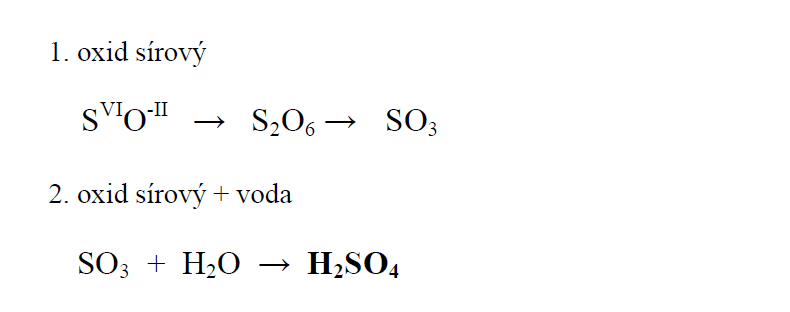 1. oxid sírový
S^VI O^-II → S₂O₆ → SO₃
2. oxid sírový + voda
SO₃ + H₂O → H₂SO₄